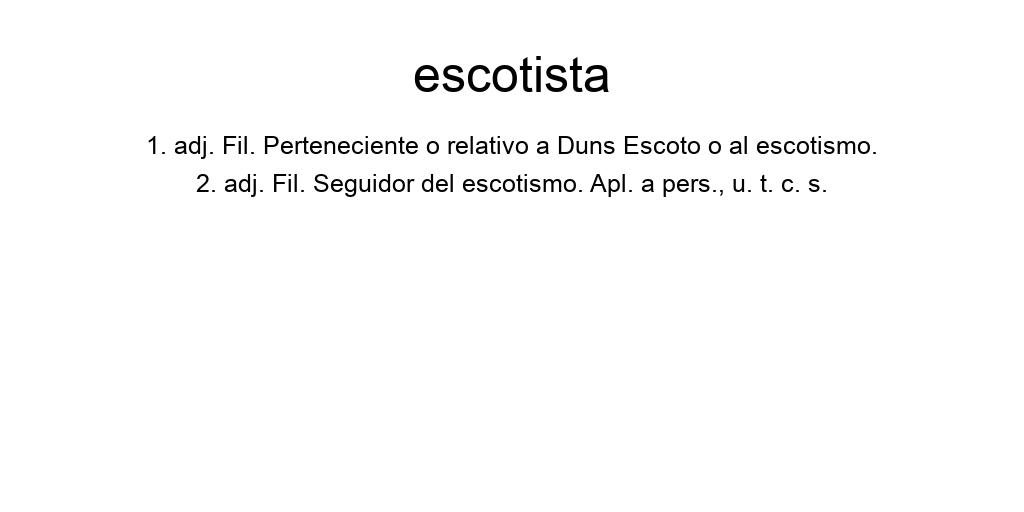 escotista
1. adj. Fil. Perteneciente o relativo a Duns Escoto o al escotismo.
2. adj. Fil. Seguidor del escotismo. Apl. a pers., u. t. c. s.